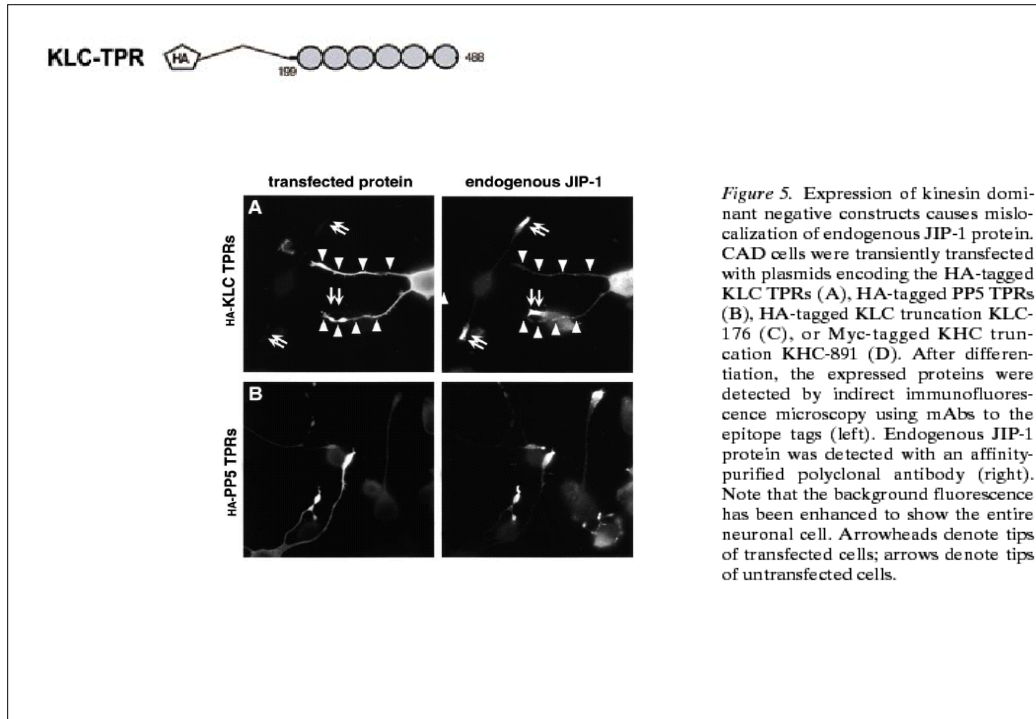 KLC-TPR HA 199 488
transfected protein endogenous JIP-1
A
HA-KLC TPRs
B
HA-PP5 TPRs
Figure 5. Expression of kinesin domi-
nant negative constructs causes mislo-
calization of endogenous JIP-1 protein.
CAD cells were transiently transfected
with plasmids encoding the HA-tagged
KLC TPRs (A), HA-tagged PP5 TPRs
(B), HA-tagged KLC truncation KLC-
176 (C), or Myc-tagged KHC trun-
cation KHC-891 (D). After differen-
tiation, the expressed proteins were
detected by indirect immunofluores-
cence microscopy using mAbs to the
epitope tags (left). Endogenous JIP-1
protein was detected with an affinity-
purified polyclonal antibody (right).
Note that the background fluorescence
has been enhanced to show the entire
neuronal cell. Arrowheads denote tips
of transfected cells; arrows denote tips
of untransfected cells.